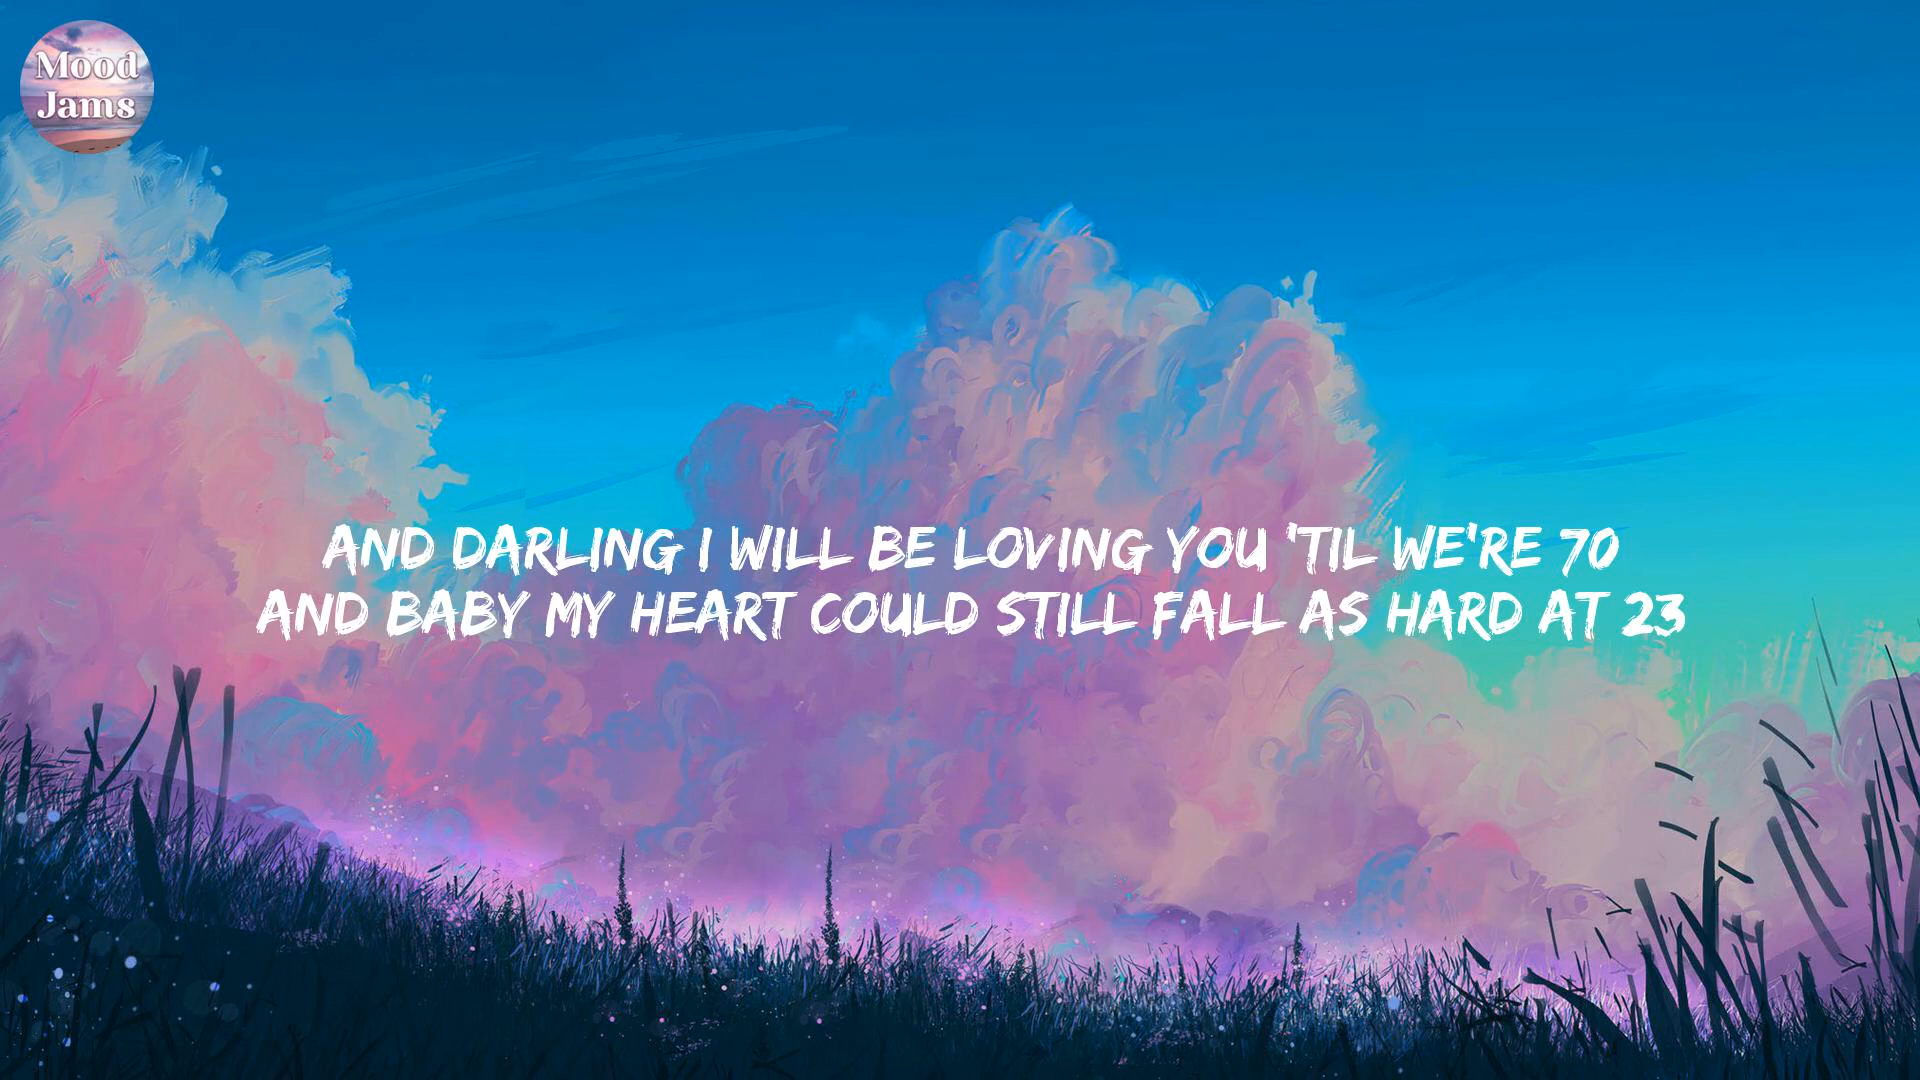 Mood
Jams
AND DARLING I WILL BE LOVING YOU 'TIL WE'RE 70
AND BABY MY HEART COULD STILL FALL AS HARD AT 23